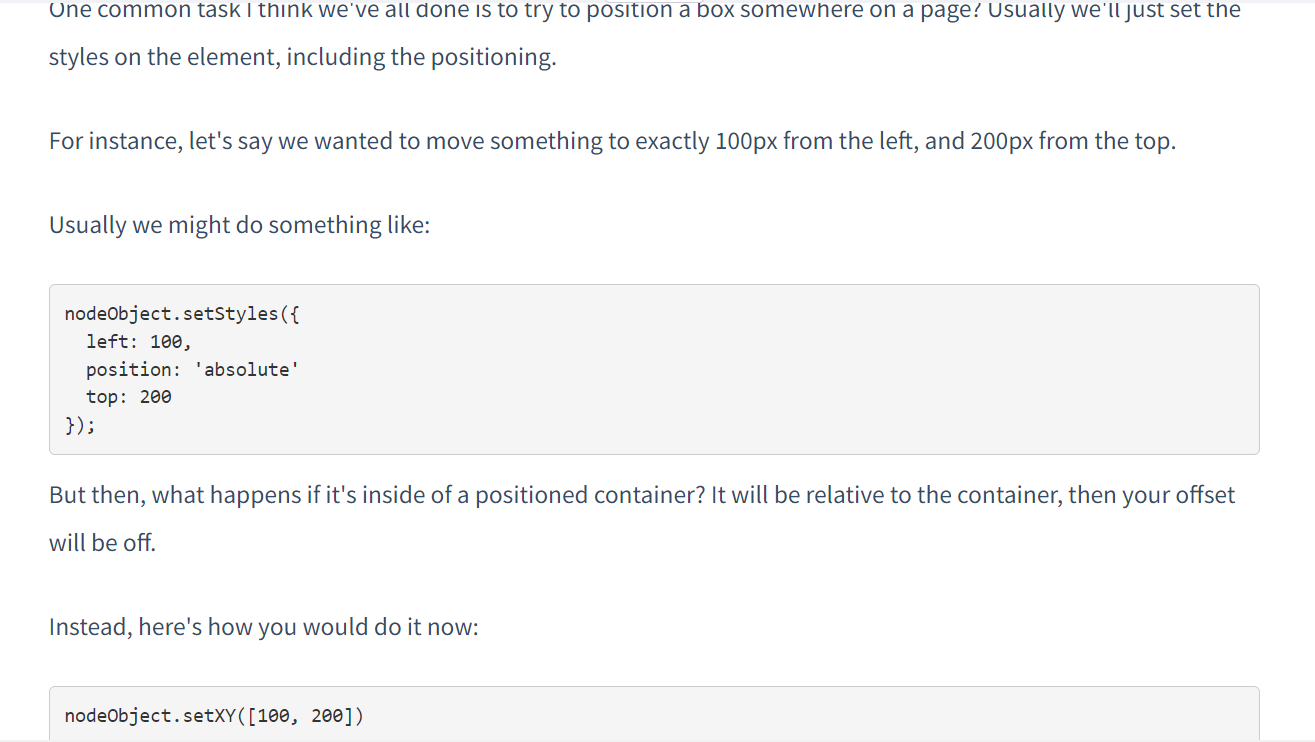 One common task I think we've all done is to try to position a box somewhere on a page? Usually we'll just set the
styles on the element, including the positioning.
For instance, let's say we wanted to move something to exactly 100px from the left, and 200px from the top.
Usually we might do something like:
nodeObject.setStyles({
  left: 100,
  position: 'absolute'
  top: 200
});
But then, what happens if it's inside of a positioned container? It will be relative to the container, then your offset
will be off.
Instead, here's how you would do it now:
nodeObject.setXY([100, 200])